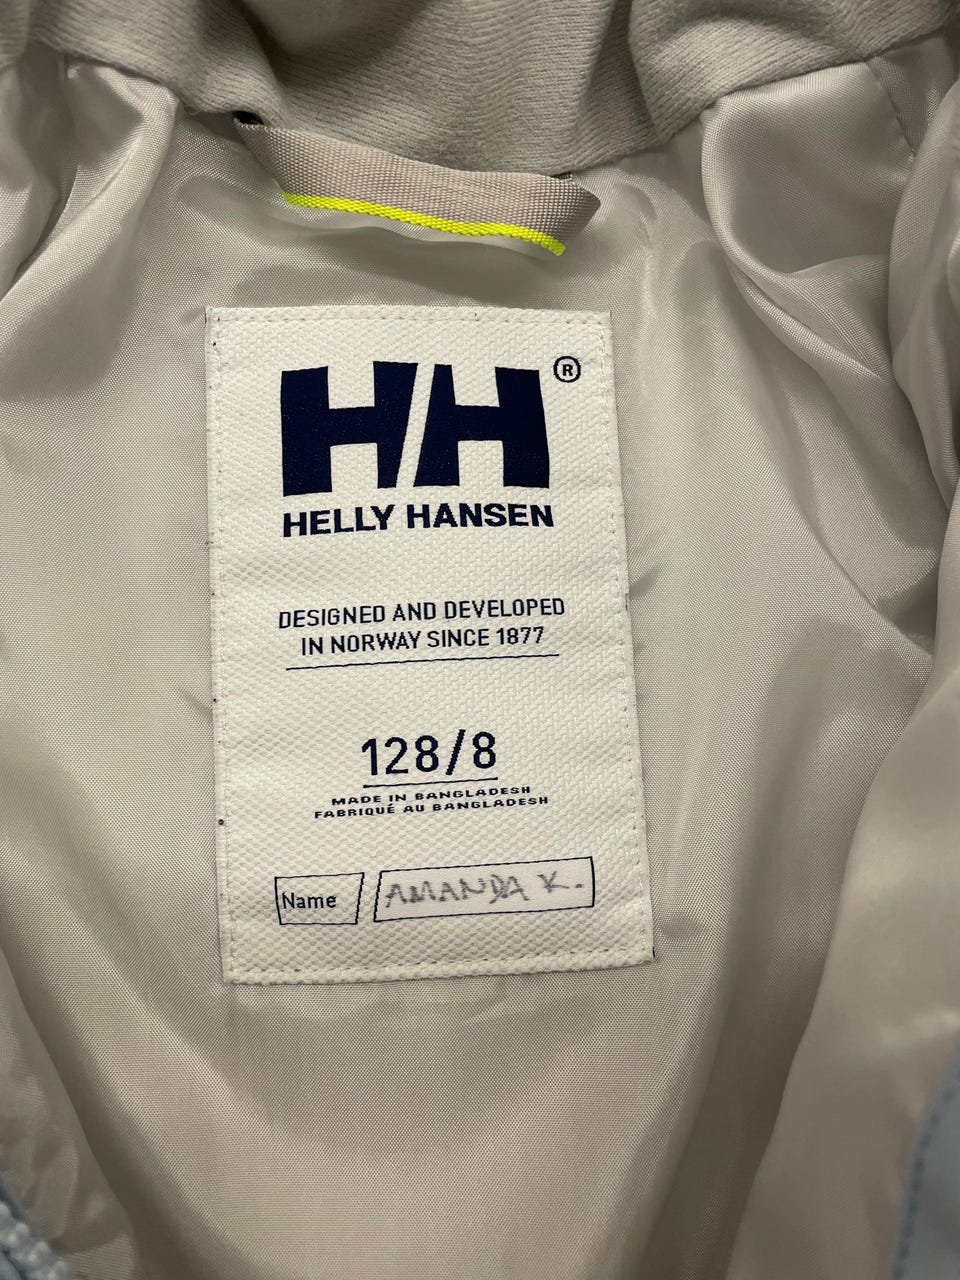 HH®
HELLY HANSEN
DESIGNED AND DEVELOPED
IN NORWAY SINCE 1877
128/8
MADE IN BANGLADESH
FABRIQUÉ AU BANGLADESH
Name AMANDA K.